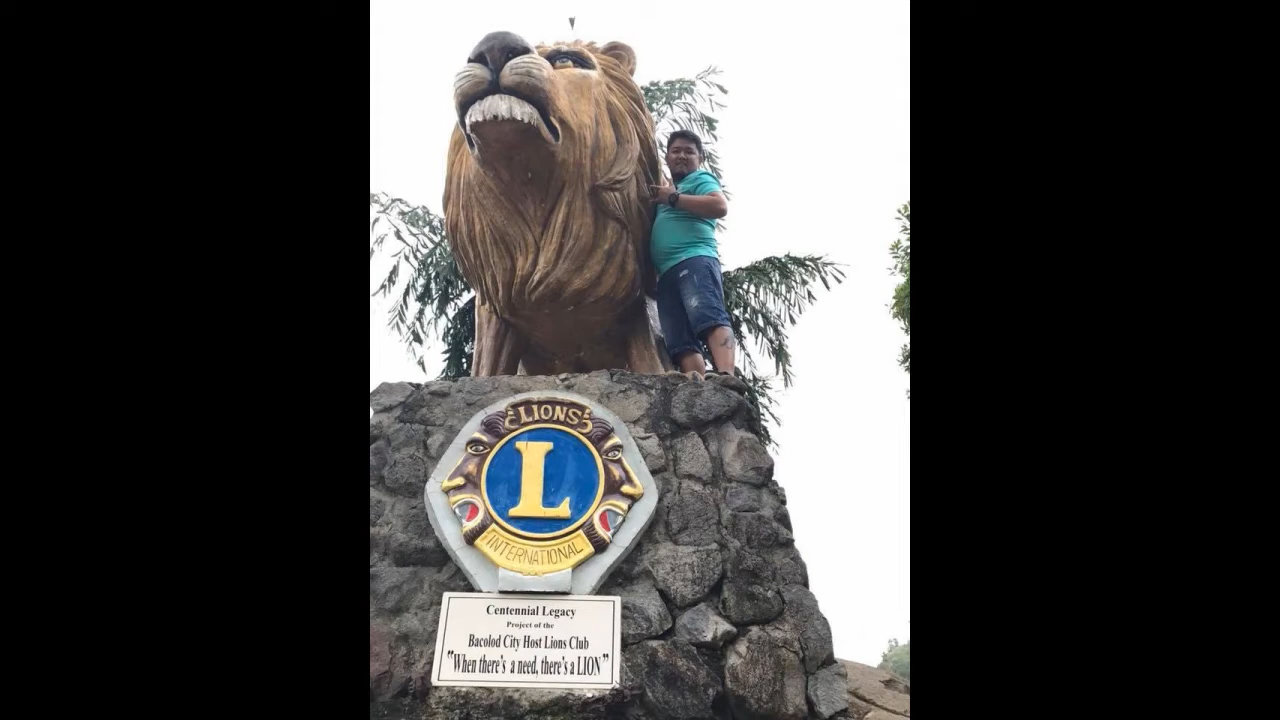 LIONS
L
INTERNATIONAL
Centennial Legacy
Project of the
Bacolod City Host Lions Club
"When there's a need, there's a LION"